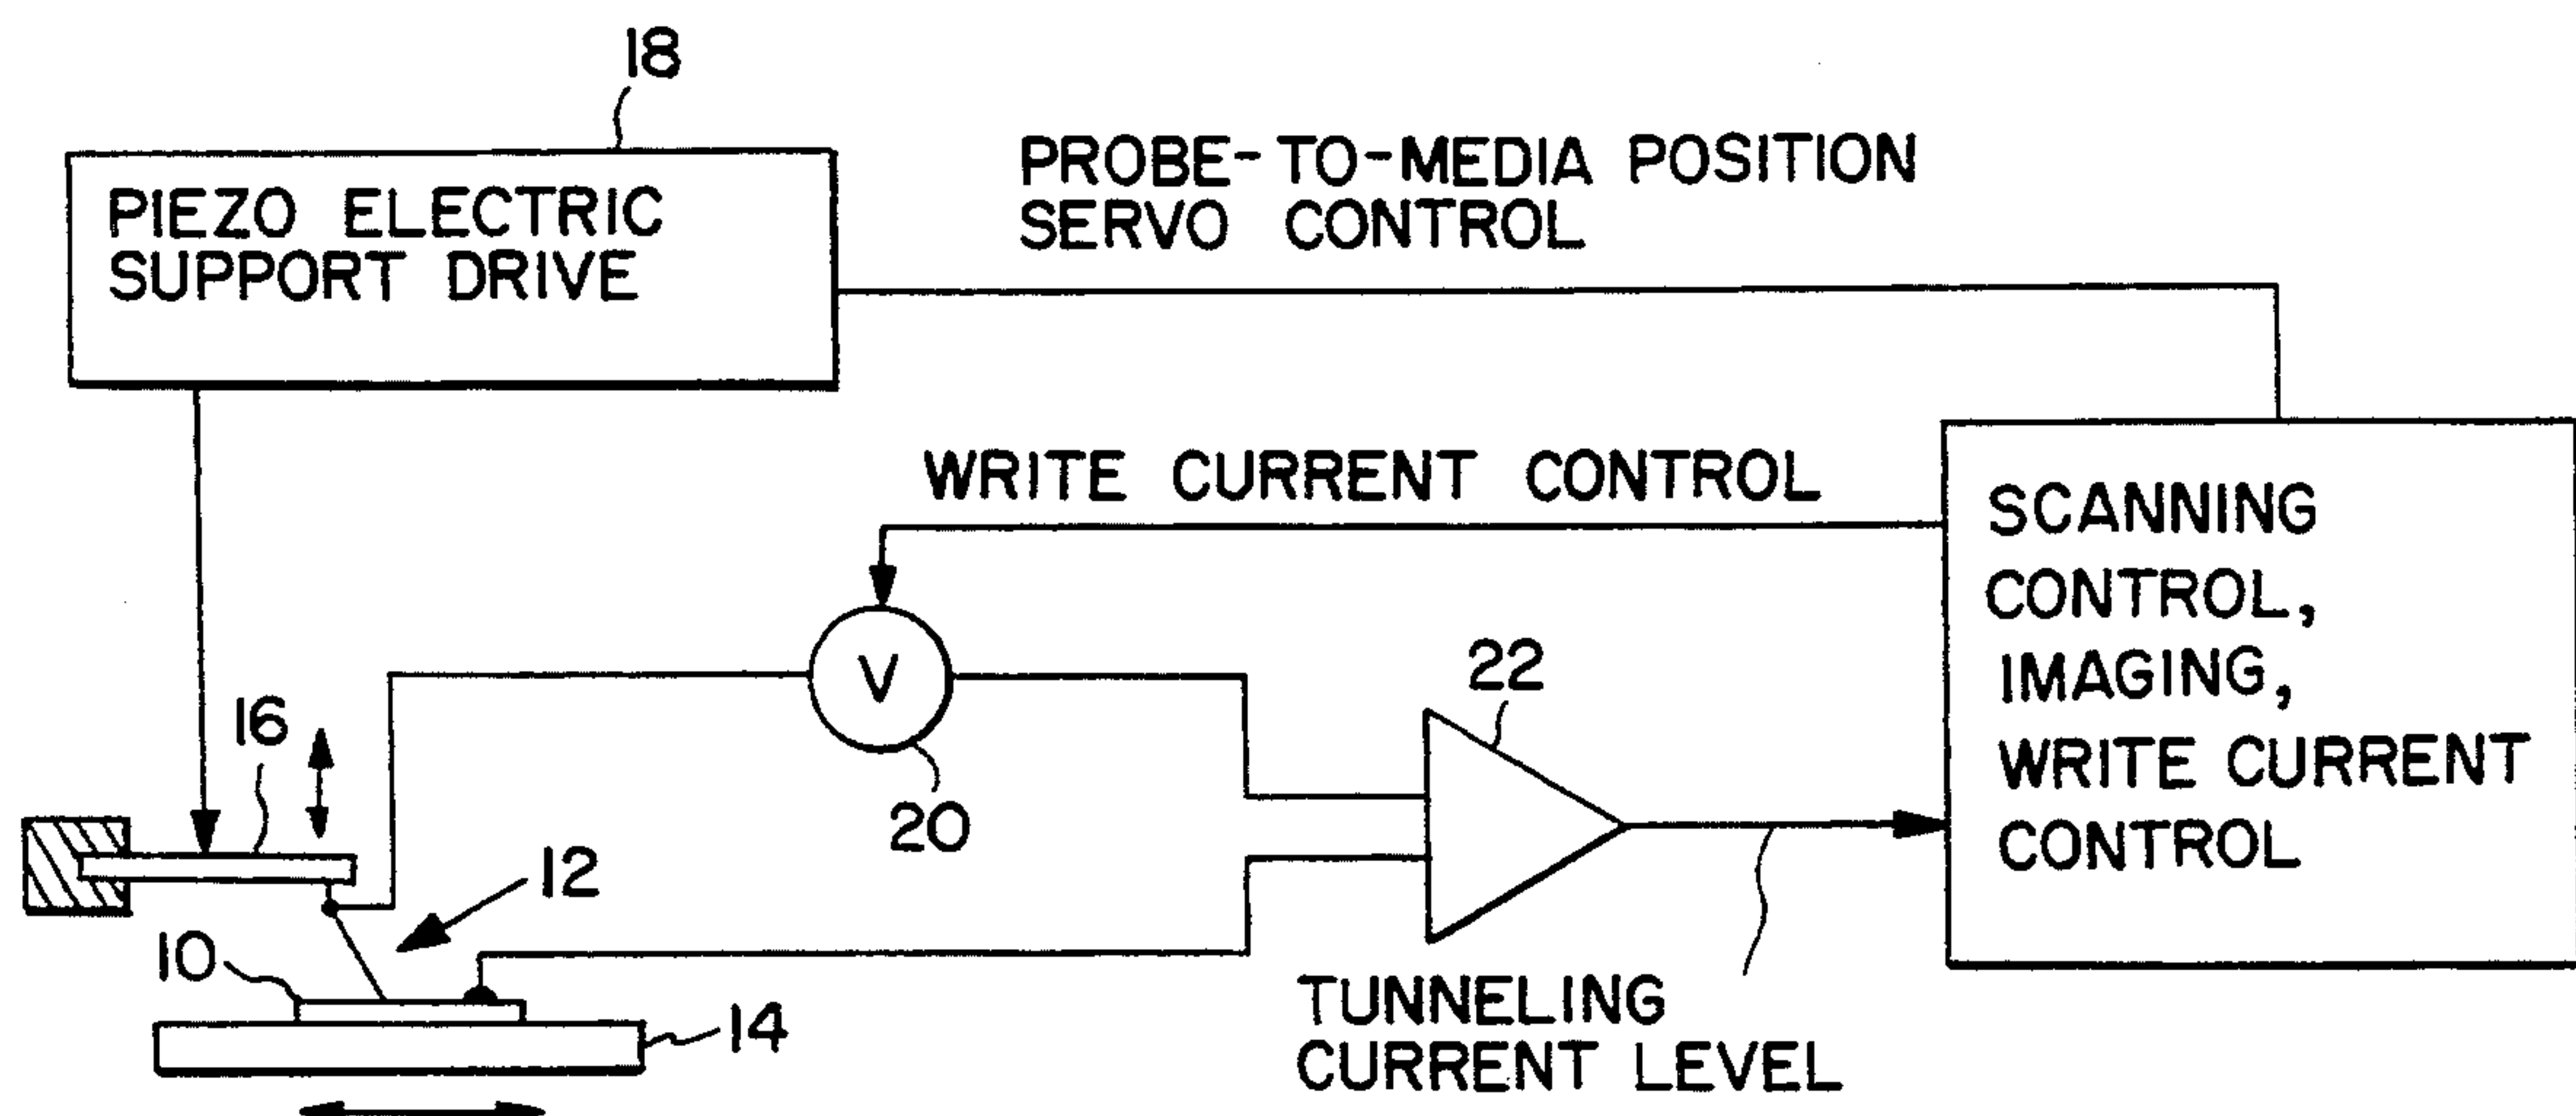 18
PIEZO ELECTRIC
SUPPORT DRIVE
PROBE-TO-MEDIA POSITION
SERVO CONTROL
WRITE CURRENT CONTROL
SCANNING
CONTROL,
IMAGING,
WRITE CURRENT
CONTROL
V
20
22
16
12
10
14
TUNNELING
CURRENT LEVEL